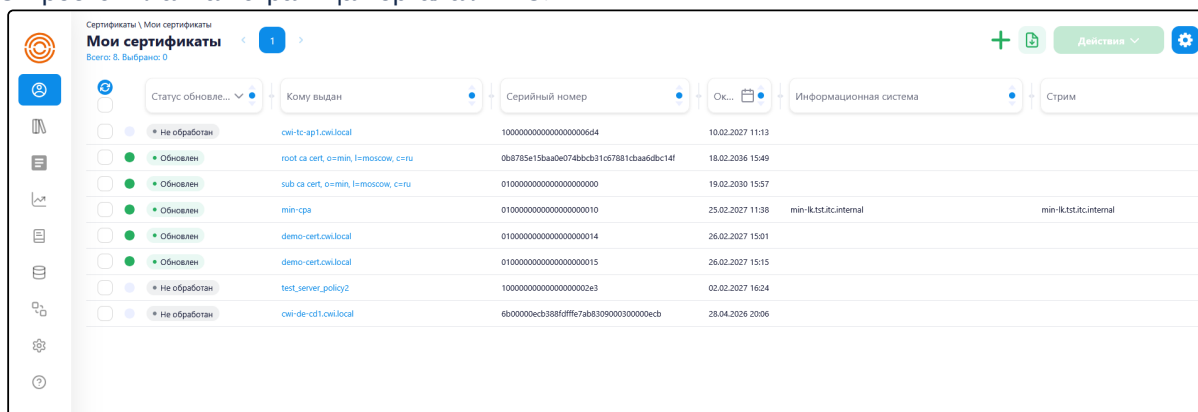 Сертификаты \ Мои сертификаты
Мои сертификаты
1
Действия
Всего: 8. Выбрано: 0
Статус обновле... Кому выдан Серийный номер Ок... Информационная система Стрим
Не обработан cwi-tc-ap1.cwi.local 10000000000000000006d4 10.02.2027 11:13
Обновлен root ca cert, o=min, l=moscow, c=ru 0b8785e15baa0e074bbcb31c67881cbaa6dbc14f 18.02.2036 15:49
Обновлен sub ca cert, o=min, l=moscow, c=ru 0100000000000000000000 19.02.2030 15:57
Обновлен min-cpa 0100000000000000000010 25.02.2027 11:38 min-lk.tst.itc.internal min-lk.tst.itc.internal
Обновлен demo-cert.cwi.local 0100000000000000000014 26.02.2027 15:01
Обновлен demo-cert.cwi.local 0100000000000000000015 26.02.2027 15:15
Не обработан test_server_policy2 10000000000000000002e3 02.02.2027 16:24
Не обработан cwi-de-cd1.cwi.local 6b00000ecb388fdfffe7ab8309000300000ecb 28.04.2026 20:06